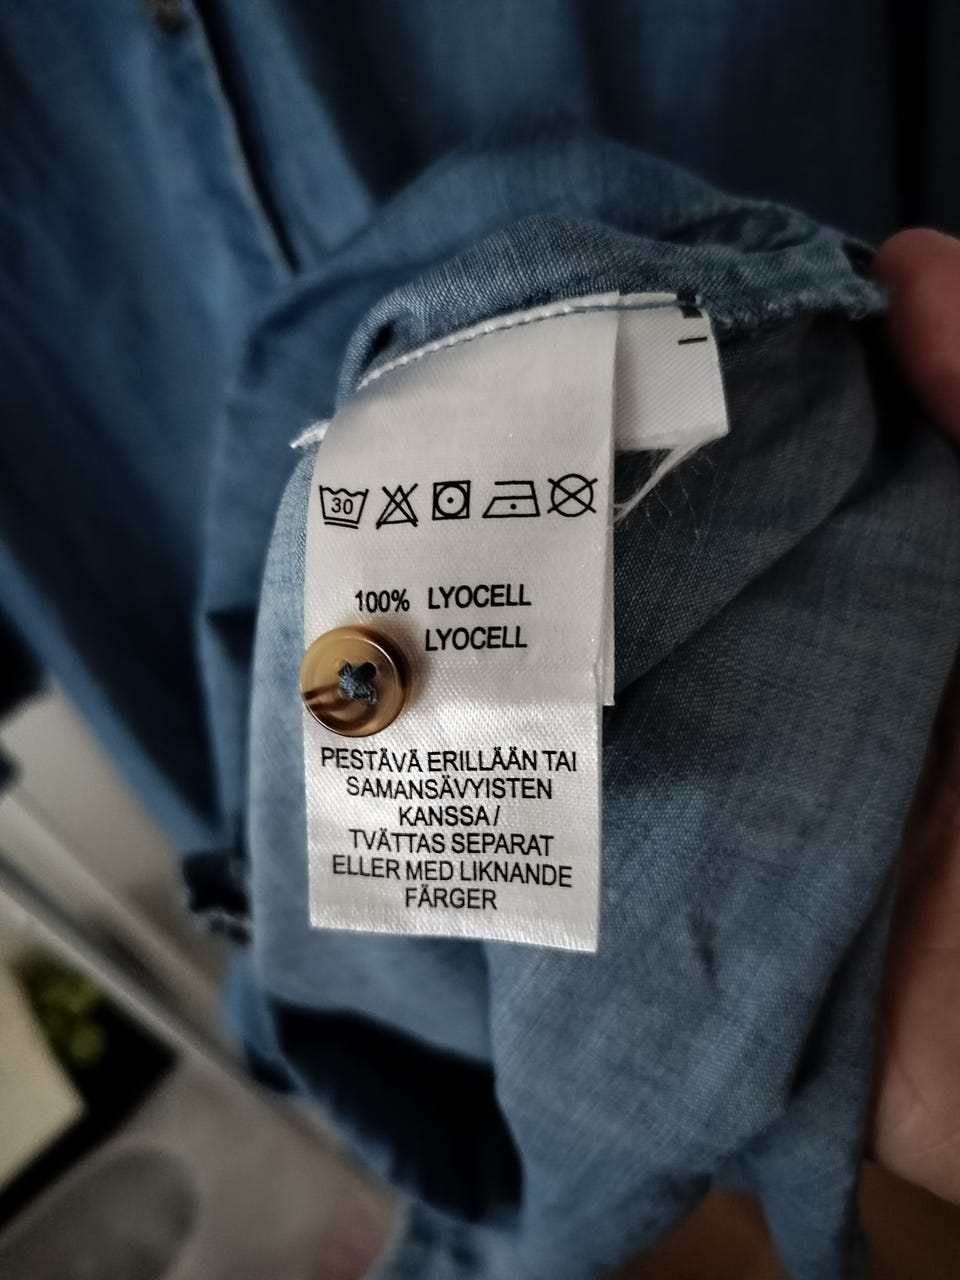 30
100% LYOCELL
LYOCELL
PESTÄVÄ ERILLÄÄN TAI
SAMANSÄVYISTEN
KANSSA/
TVÄTTAS SEPARAT
ELLER MED LIKNANDE
FÄRGER